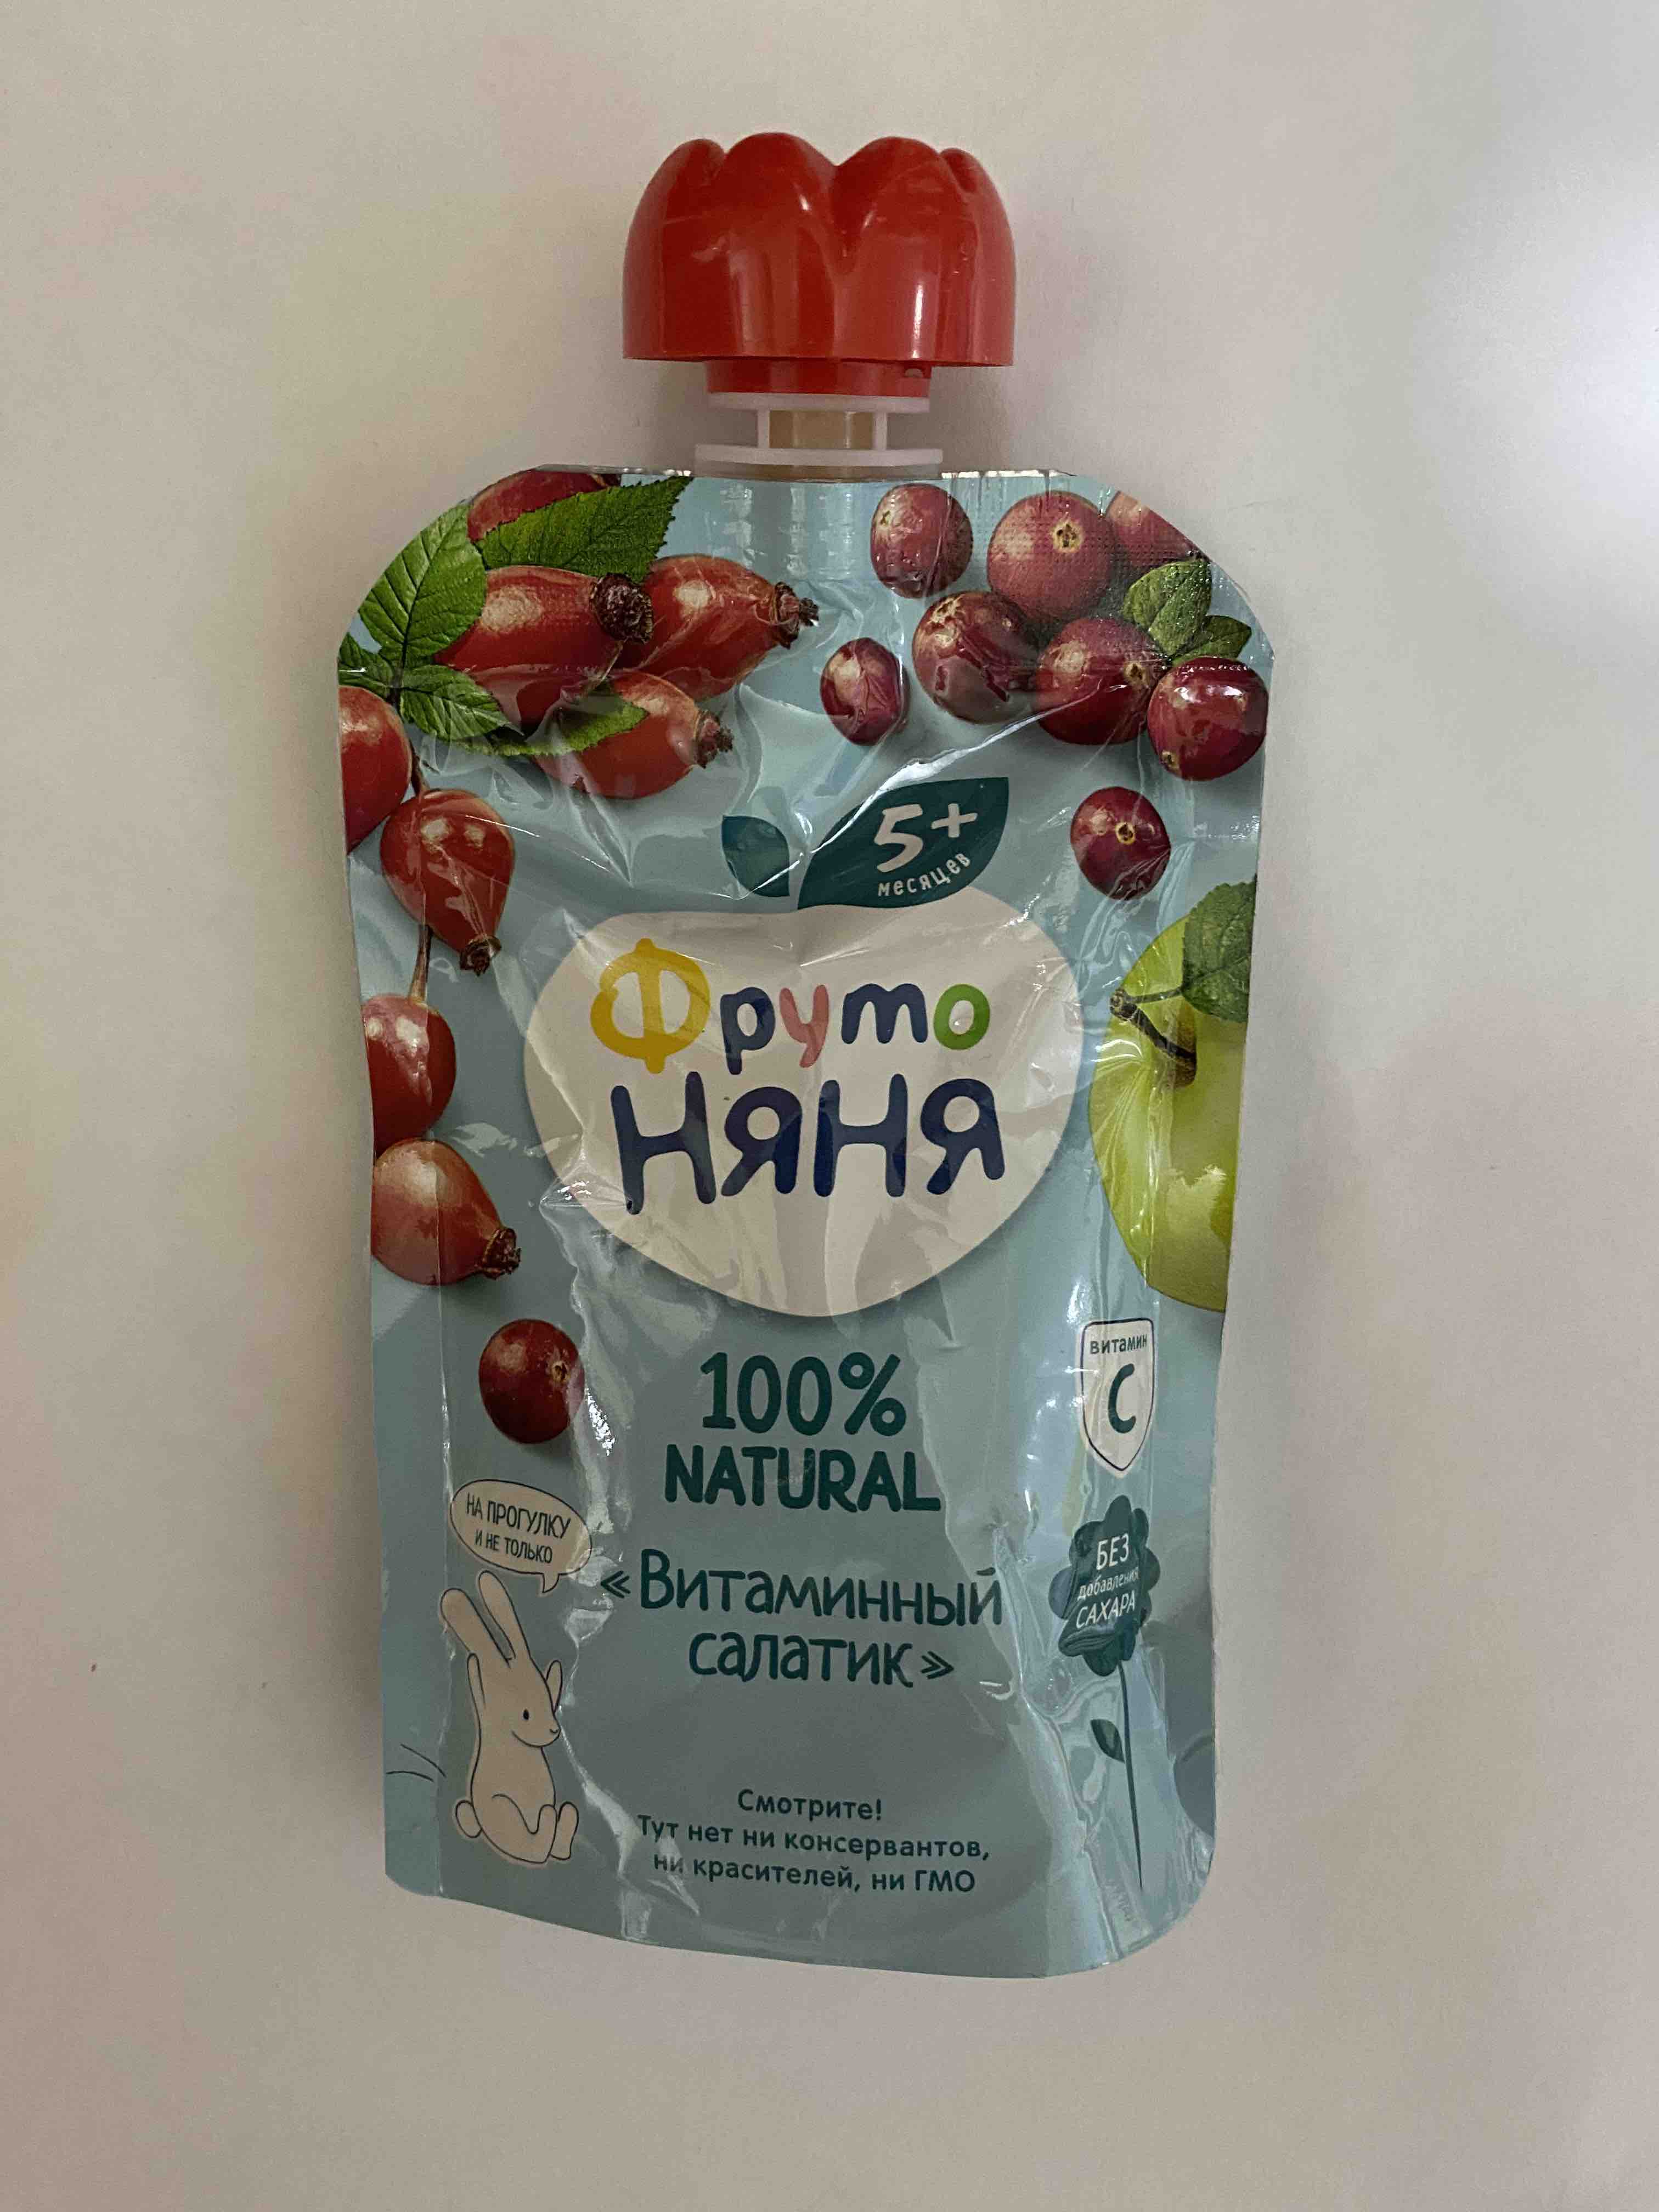 5+
месяцев
Фруто
Няня
100%
NATURAL
«Витаминный
салатик»
витамин
C
БЕЗ
добавления
САХАРА
НА ПРОГУЛКУ
И НЕ ТОЛЬКО
Смотрите!
Тут нет ни консервантов,
ни красителей, ни ГМО